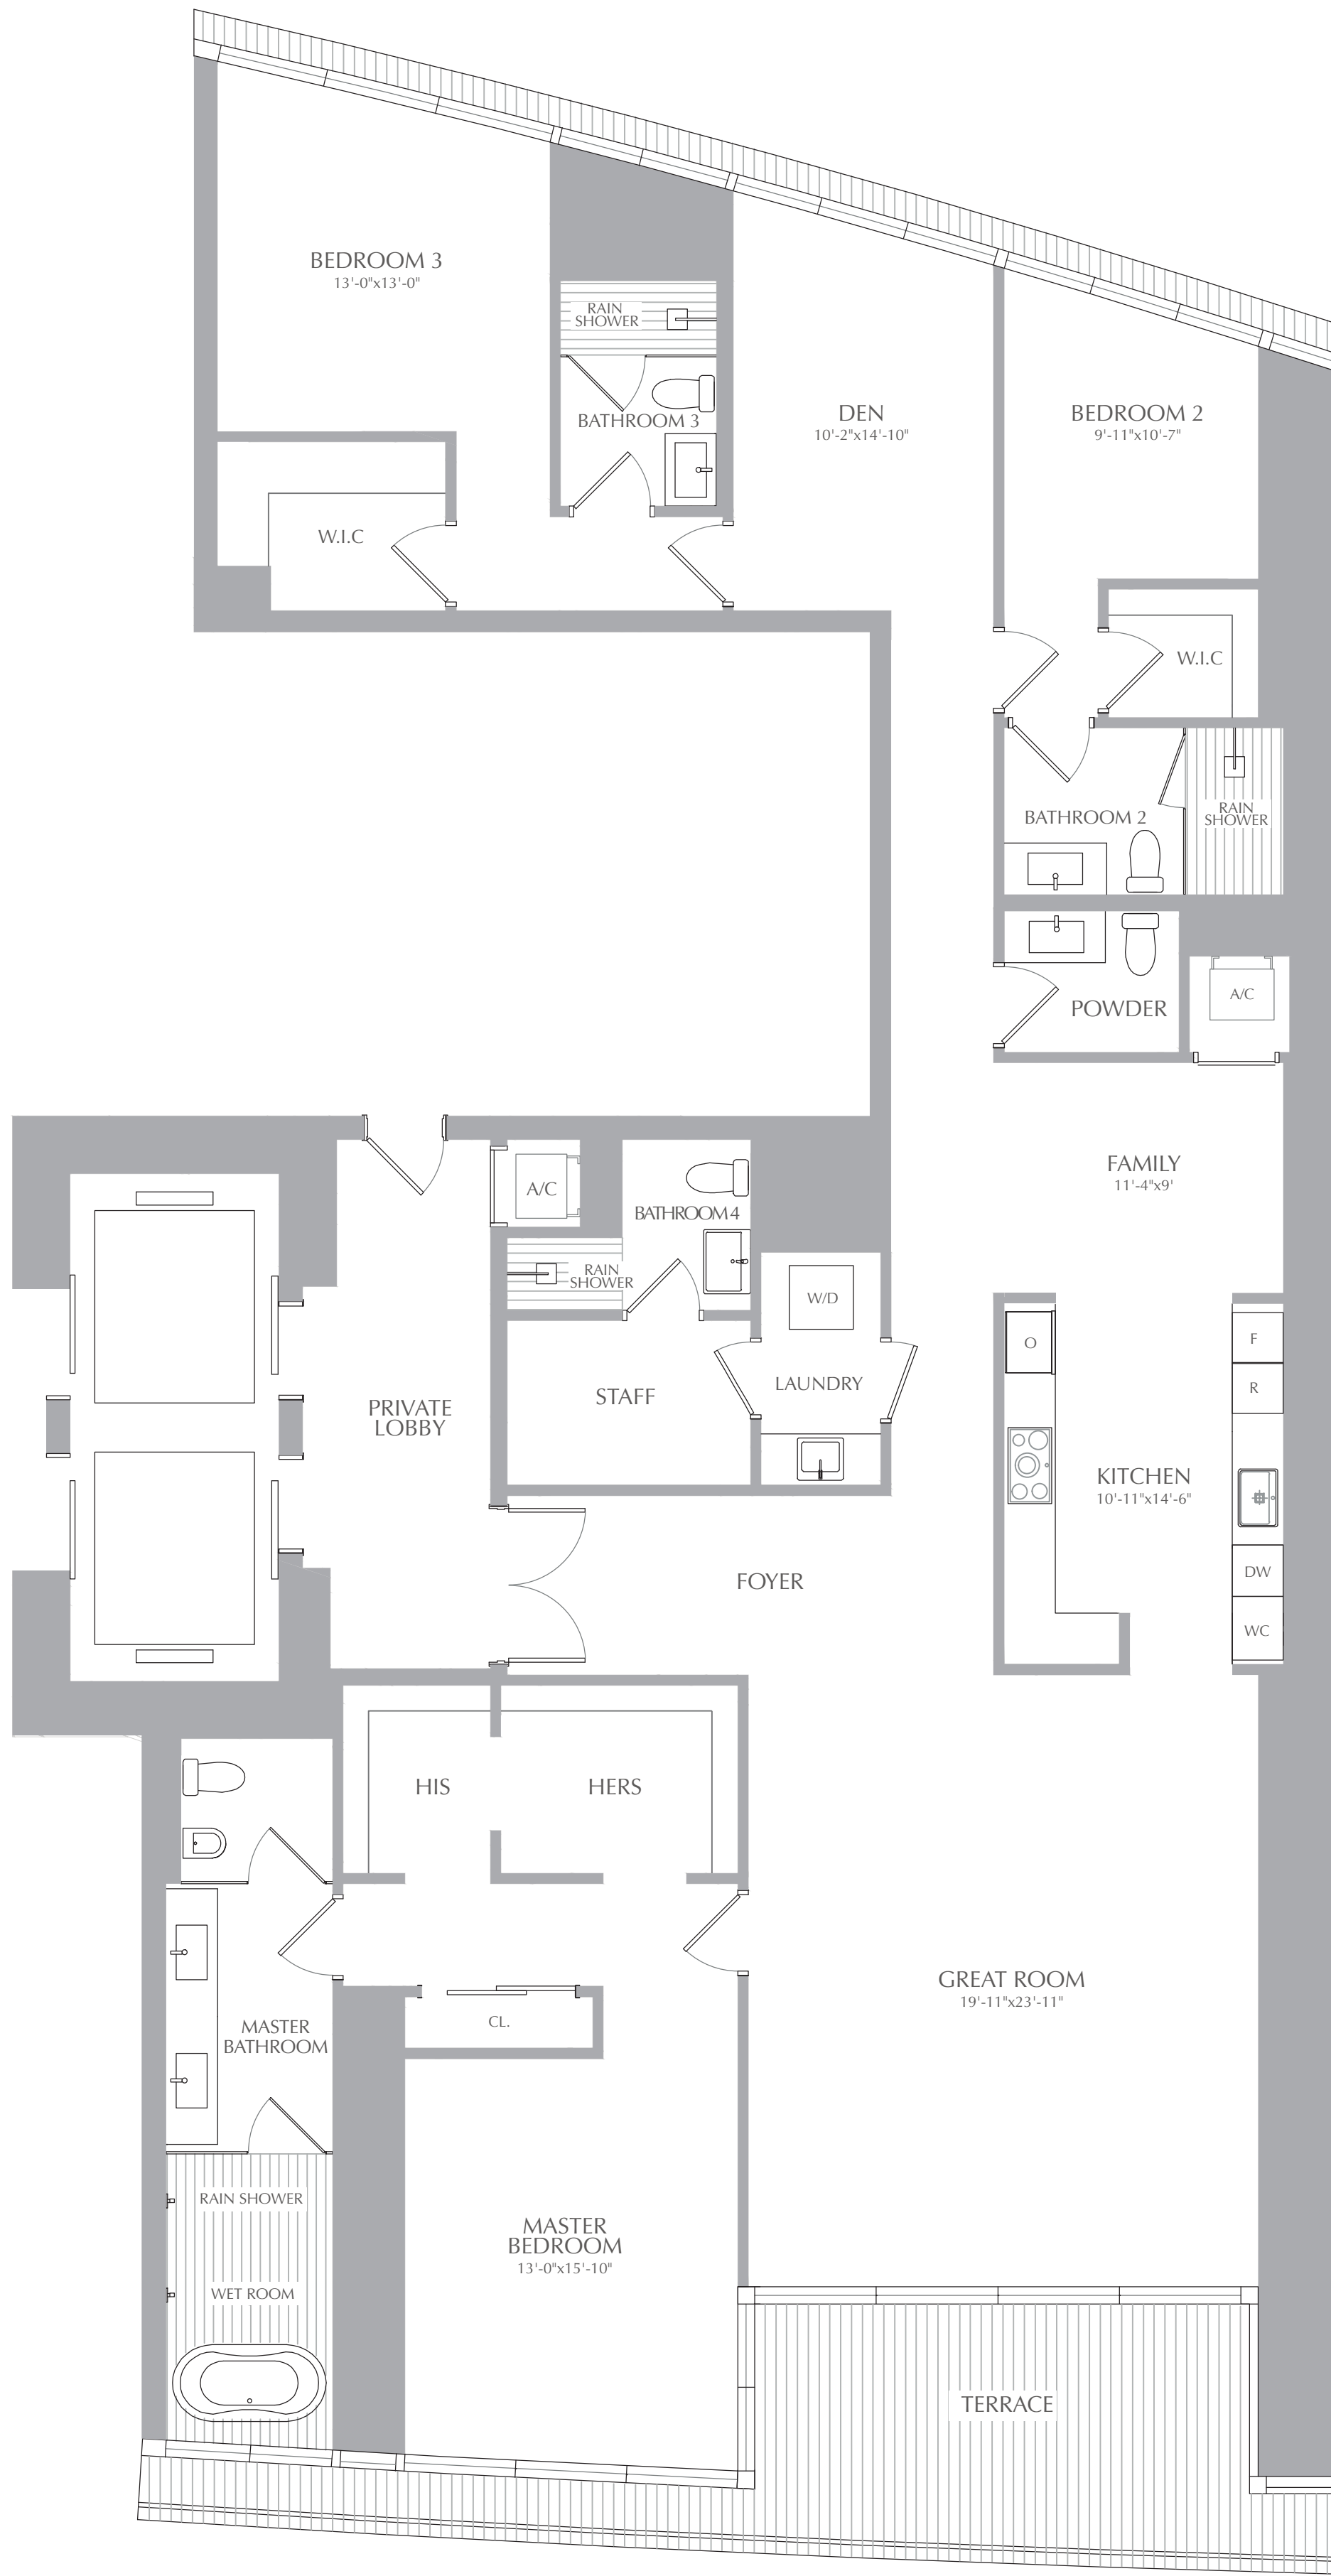 BEDROOM 3
13'-0"x13'-0"
RAIN
SHOWER
BATHROOM 3
DEN
10'-2"x14'-10"
BEDROOM 2
9'-11"x10'-7"
W.I.C
W.I.C
BATHROOM 2
RAIN
SHOWER
POWDER
A/C
FAMILY
11'-4"x9'
A/C
BATHROOM 4
RAIN
SHOWER
W/D
O
F
R
STAFF
LAUNDRY
PRIVATE
LOBBY
KITCHEN
10'-11"x14'-6"
DW
FOYER
WC
HIS
HERS
GREAT ROOM
19'-11"x23'-11"
CL.
MASTER
BATHROOM
RAIN SHOWER
MASTER
BEDROOM
13'-0"x15'-10"
WET ROOM
TERRACE